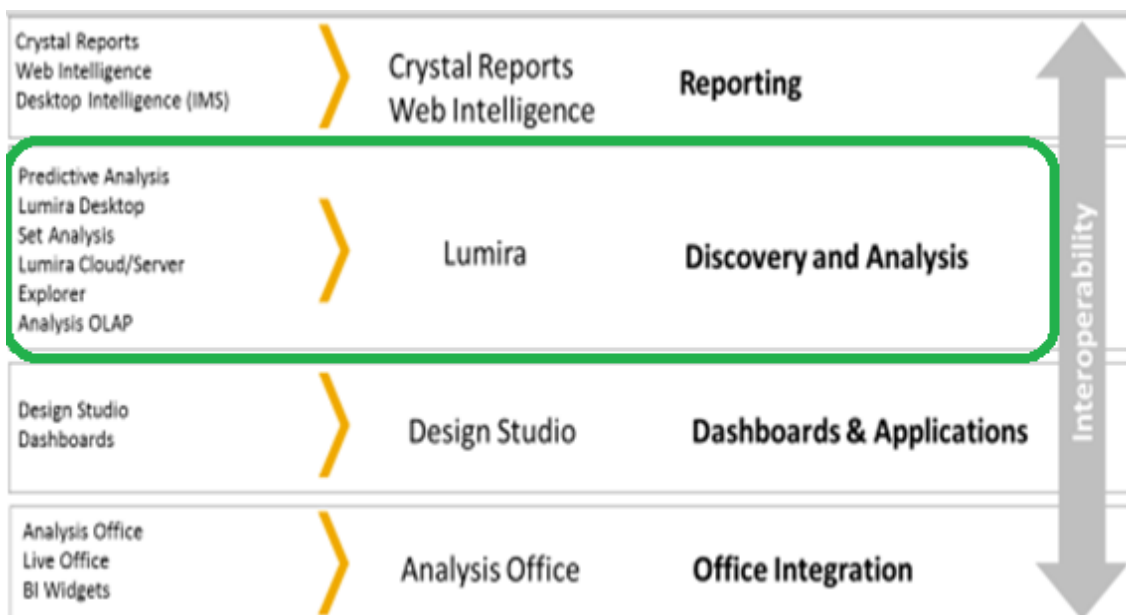 Crystal Reports
Web Intelligence
Desktop Intelligence (IMS)
Crystal Reports
Web Intelligence
Reporting
Predictive Analysis
Lumira Desktop
Set Analysis
Lumira Cloud/Server
Explorer
Analysis OLAP
Lumira
Discovery and Analysis
Design Studio
Dashboards
Design Studio
Dashboards & Applications
Analysis Office
Live Office
BI Widgets
Analysis Office
Office Integration
Interoperability